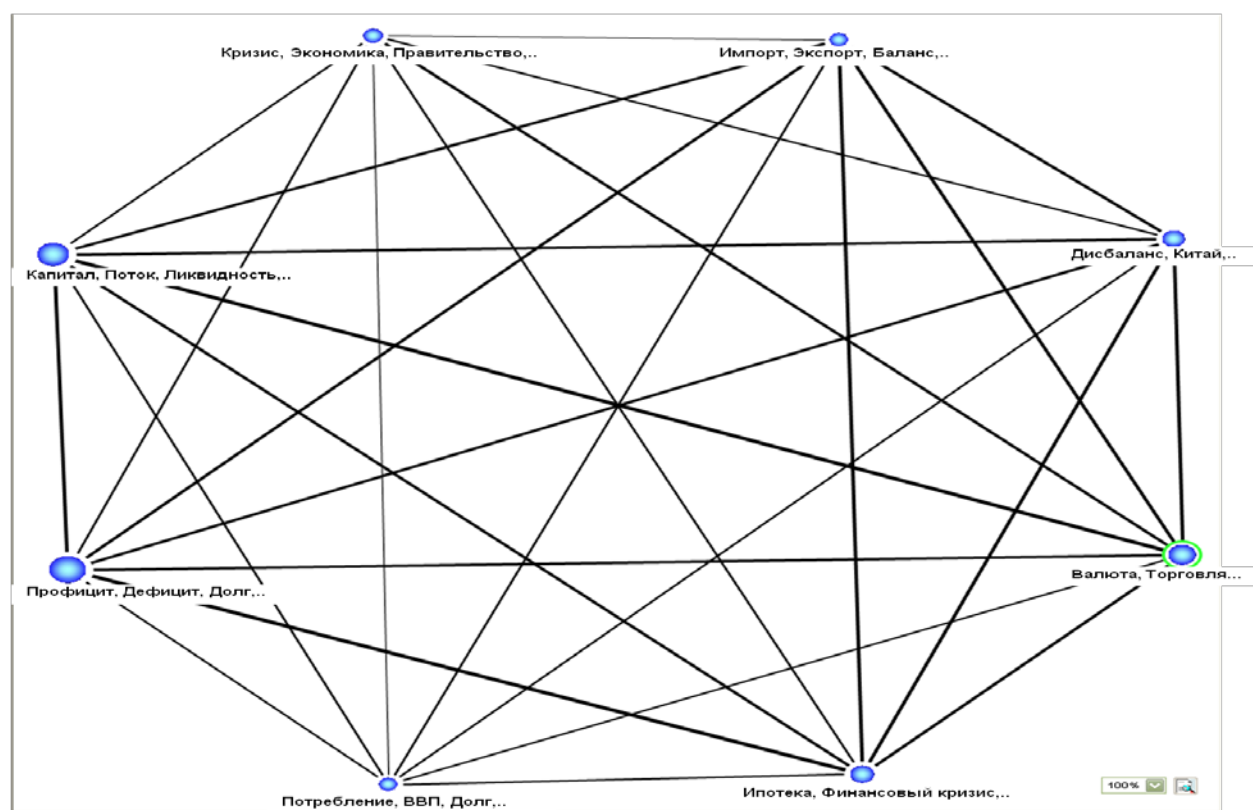 Кризис, Экономика, Правительство,..
Импорт, Экспорт, Баланс,..
Дисбаланс, Китай,..
Капитал, Поток, Ликвидность,..
Валюта, Торговля...
Профицит, Дефицит, Долг,..
Ипотека, Финансовый кризис,..
Потребление, ВВП, Долг,..
100%